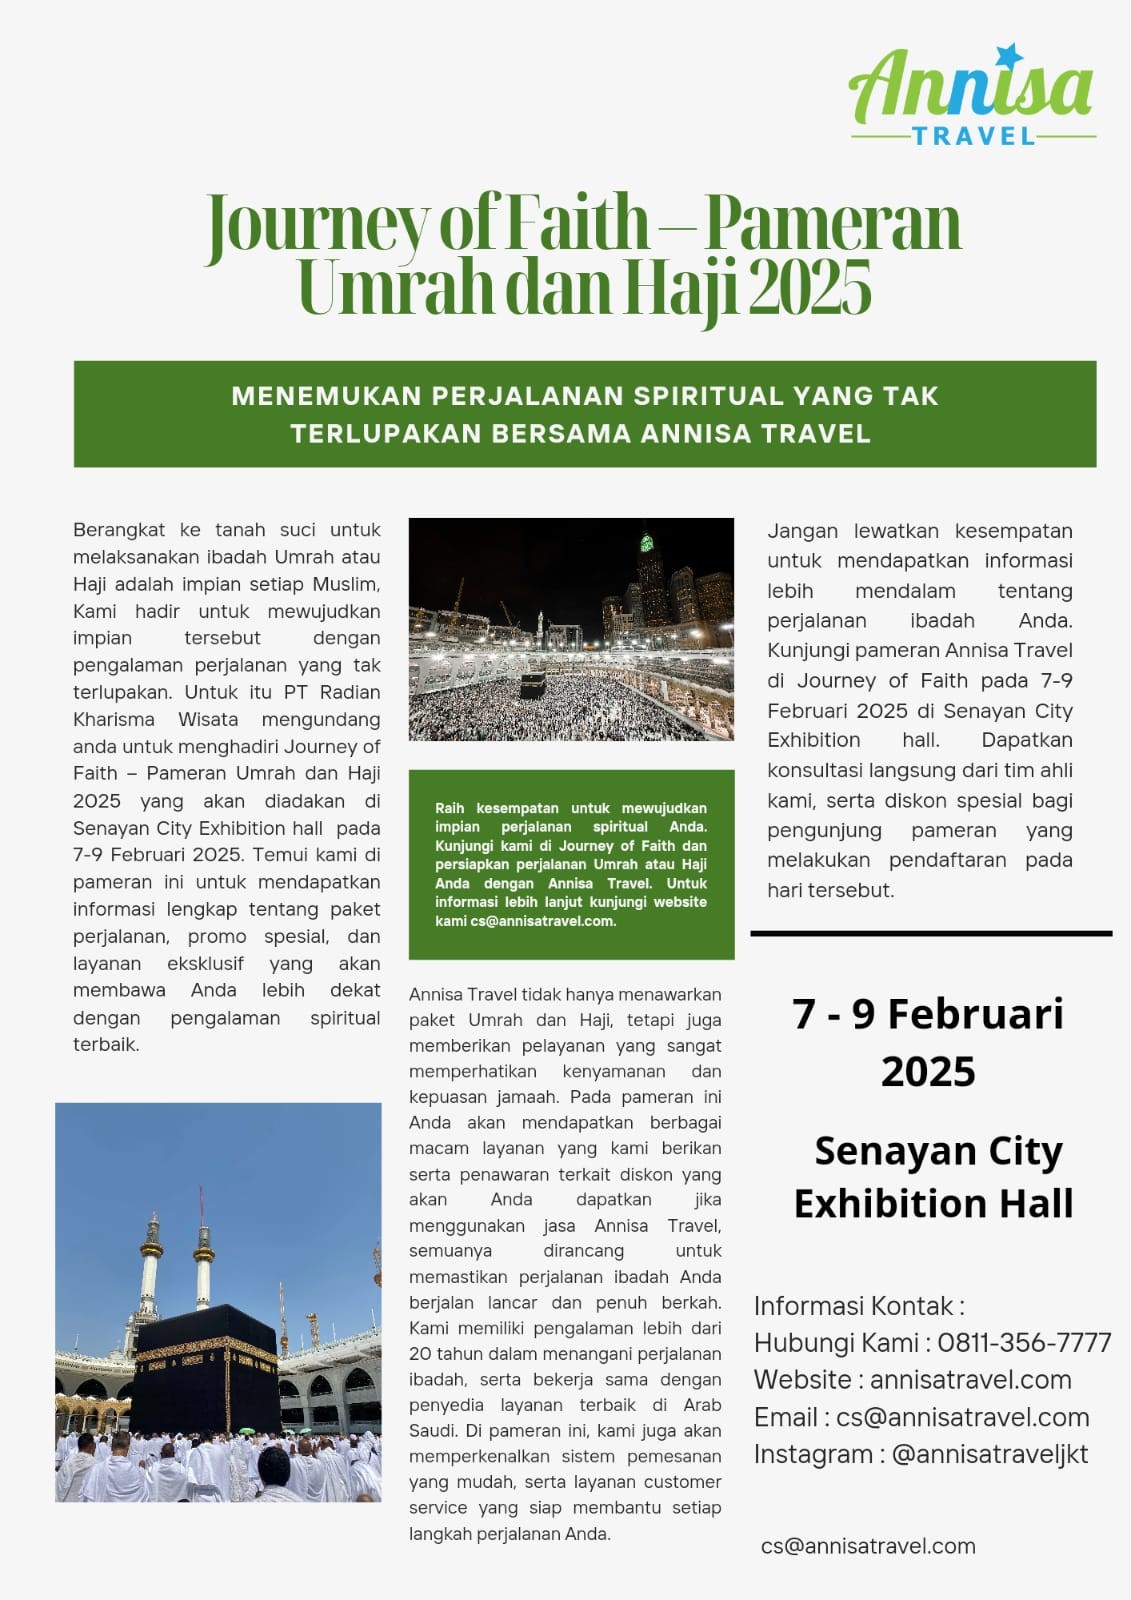 Annisa
TRAVEL
Journey of Faith – Pameran
Umrah dan Haji 2025
MENEMUKAN PERJALANAN SPIRITUAL YANG TAK
TERLUPAKAN BERSAMA ANNISA TRAVEL
Berangkat ke tanah suci untuk
melaksanakan ibadah Umrah atau
Haji adalah impian setiap Muslim,
Kami hadir untuk mewujudkan
impian tersebut dengan
pengalaman perjalanan yang tak
terlupakan. Untuk itu PT Radian
Kharisma Wisata mengundang
anda untuk menghadiri Journey of
Faith – Pameran Umrah dan Haji
2025 yang akan diadakan di
Senayan City Exhibition hall pada
7-9 Februari 2025. Temui kami di
pameran ini untuk mendapatkan
informasi lengkap tentang paket
perjalanan, promo spesial, dan
layanan eksklusif yang akan
membawa Anda lebih dekat
dengan pengalaman spiritual
terbaik.
Raih kesempatan untuk mewujudkan
impian perjalanan spiritual Anda.
Kunjungi kami di Journey of Faith dan
persiapkan perjalanan Umrah atau Haji
Anda dengan Annisa Travel. Untuk
informasi lebih lanjut kunjungi website
kami cs@annisatravel.com.
Annisa Travel tidak hanya menawarkan
paket Umrah dan Haji, tetapi juga
memberikan pelayanan yang sangat
memperhatikan kenyamanan dan
kepuasan jamaah. Pada pameran ini
Anda akan mendapatkan berbagai
macam layanan yang kami berikan
serta penawaran terkait diskon yang
akan Anda dapatkan jika
menggunakan jasa Annisa Travel,
semuanya dirancang untuk
memastikan perjalanan ibadah Anda
berjalan lancar dan penuh berkah.
Kami memiliki pengalaman lebih dari
20 tahun dalam menangani perjalanan
ibadah, serta bekerja sama dengan
penyedia layanan terbaik di Arab
Saudi. Di pameran ini, kami juga akan
memperkenalkan sistem pemesanan
yang mudah, serta layanan customer
service yang siap membantu setiap
langkah perjalanan Anda.
Jangan lewatkan kesempatan
untuk mendapatkan informasi
lebih mendalam tentang
perjalanan ibadah Anda.
Kunjungi pameran Annisa Travel
di Journey of Faith pada 7-9
Februari 2025 di Senayan City
Exhibition hall. Dapatkan
konsultasi langsung dari tim ahli
kami, serta diskon spesial bagi
pengunjung pameran yang
melakukan pendaftaran pada
hari tersebut.
7 - 9 Februari
2025
Senayan City
Exhibition Hall
Informasi Kontak :
Hubungi Kami : 0811-356-7777
Website : annisatravel.com
Email : cs@annisatravel.com
Instagram : @annisatraveljkt
cs@annisatravel.com